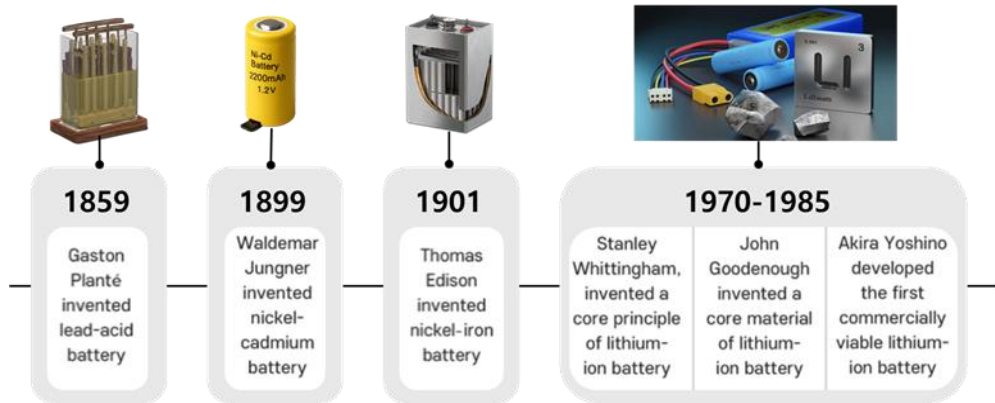 Ni-Cd
Battery
2200mAh
1.2V
3
Li
1859
Gaston
Planté
invented
lead-acid
battery
1899
Waldemar
Jungner
invented
nickel-
cadmium
battery
1901
Thomas
Edison
invented
nickel-iron
battery
1970-1985
Stanley
Whittingham,
invented a
core principle
of lithium-
ion battery
John
Goodenough
invented a
core material
of lithium-
ion battery
Akira Yoshino
developed
the first
commercially
viable lithium-
ion battery